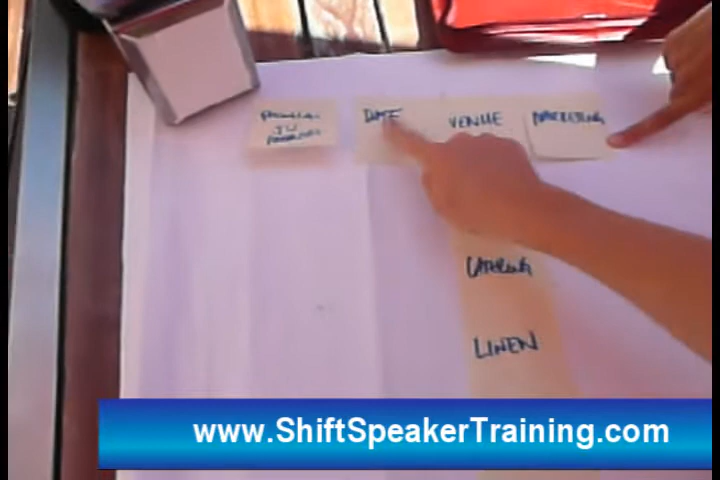 DATE
VENUE
MARKETING
CATERING
LINEN
www.ShiftSpeakerTraining.com